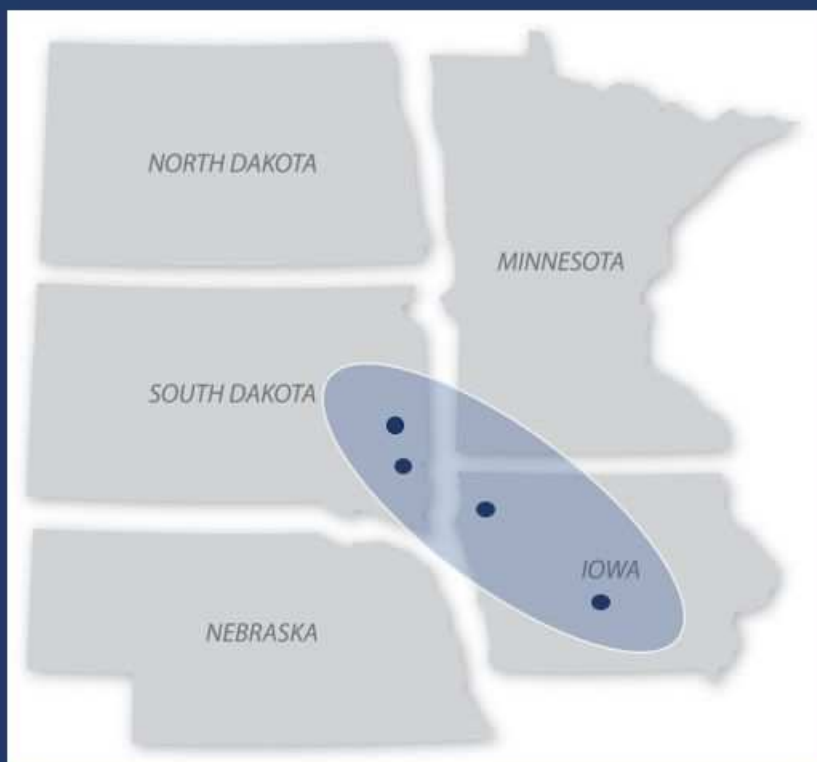 NORTH DAKOTA
MINNESOTA
SOUTH DAKOTA
IOWA
NEBRASKA